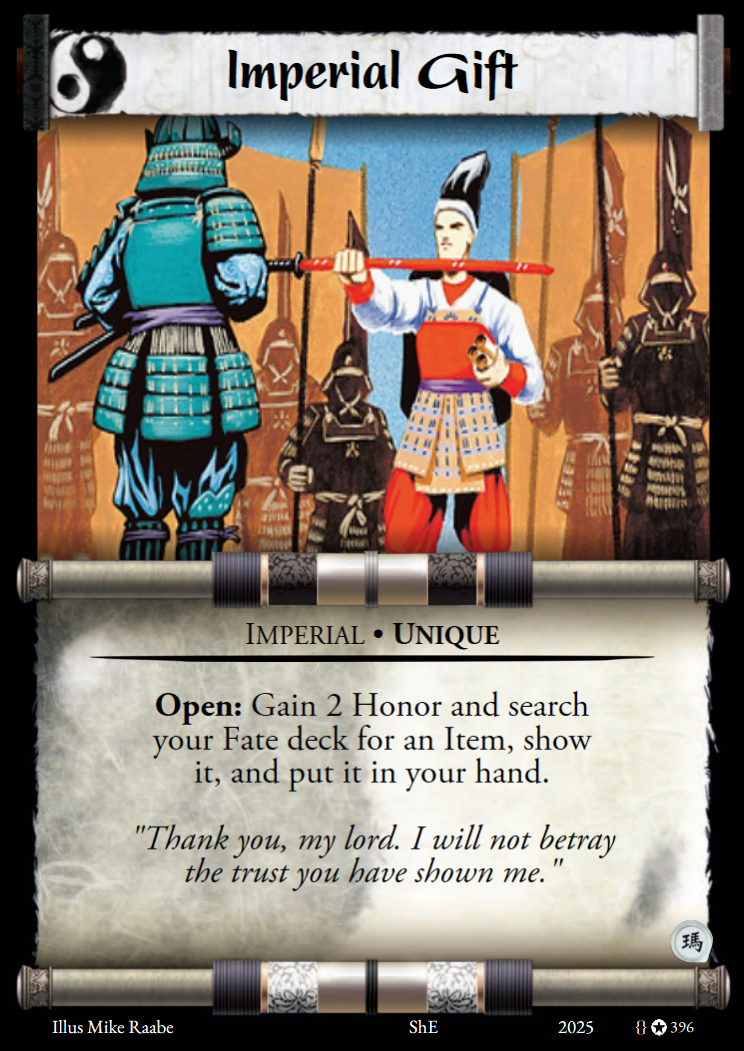 Imperial Gift
IMPERIAL • UNIQUE
Open: Gain 2 Honor and search
your Fate deck for an Item, show
it, and put it in your hand.
"Thank you, my lord. I will not betray
the trust you have shown me."
瑪
Illus Mike Raabe ShE 2025 {} ✪ 396